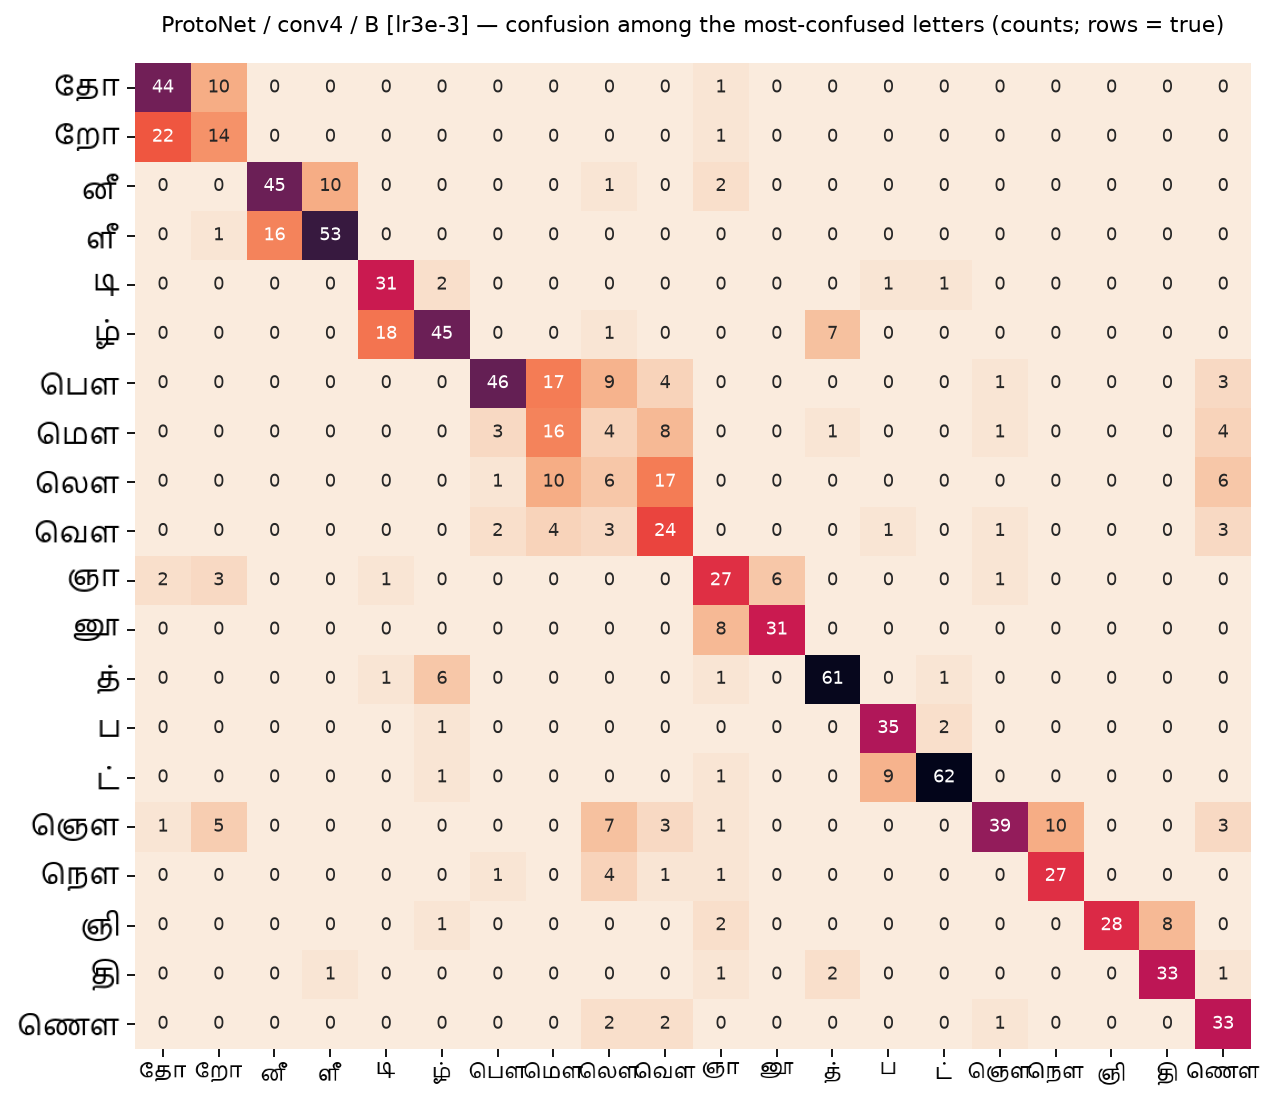 ProtoNet / conv4 / B [lr3e-3] — confusion among the most-confused letters (counts; rows = true)
தோ 44 10 0 0 0 0 0 0 0 0 1 0 0 0 0 0 0 0 0 0
றோ 22 14 0 0 0 0 0 0 0 0 1 0 0 0 0 0 0 0 0 0
னீ 0 0 45 10 0 0 0 0 1 0 2 0 0 0 0 0 0 0 0 0
ளீ 0 1 16 53 0 0 0 0 0 0 0 0 0 0 0 0 0 0 0 0
டி 0 0 0 0 31 2 0 0 0 0 0 0 0 1 1 0 0 0 0 0
ழ் 0 0 0 0 18 45 0 0 1 0 0 0 7 0 0 0 0 0 0 0
பௌ 0 0 0 0 0 0 46 17 9 4 0 0 0 0 0 1 0 0 0 3
மௌ 0 0 0 0 0 0 3 16 4 8 0 0 1 0 0 1 0 0 0 4
லௌ 0 0 0 0 0 0 1 10 6 17 0 0 0 0 0 0 0 0 0 6
வௌ 0 0 0 0 0 0 2 4 3 24 0 0 0 1 0 1 0 0 0 3
ஞா 2 3 0 0 1 0 0 0 0 0 27 6 0 0 0 1 0 0 0 0
னூ 0 0 0 0 0 0 0 0 0 0 8 31 0 0 0 0 0 0 0 0
த் 0 0 0 0 1 6 0 0 0 0 1 0 61 0 1 0 0 0 0 0
ப 0 0 0 0 0 1 0 0 0 0 0 0 0 35 2 0 0 0 0 0
ட் 0 0 0 0 0 1 0 0 0 0 1 0 0 9 62 0 0 0 0 0
ஞௌ 1 5 0 0 0 0 0 0 7 3 1 0 0 0 0 39 10 0 0 3
நௌ 0 0 0 0 0 0 1 0 4 1 1 0 0 0 0 0 27 0 0 0
ஞி 0 0 0 0 0 1 0 0 0 0 2 0 0 0 0 0 0 28 8 0
தி 0 0 0 1 0 0 0 0 0 0 1 0 2 0 0 0 0 0 33 1
ணௌ 0 0 0 0 0 0 0 0 2 2 0 0 0 0 0 1 0 0 0 33
தோ றோ னீ ளீ டி ழ் பௌ மௌ லௌ வௌ ஞா னூ த் ப ட் ஞௌ நௌ ஞி தி ணௌ